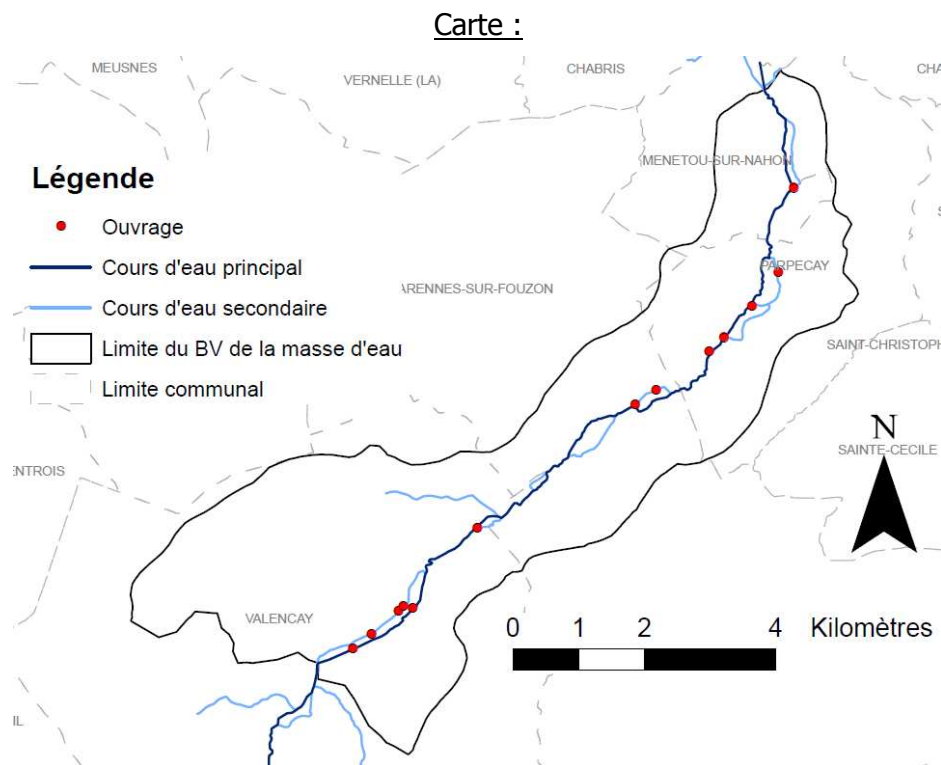 Carte :
MEUSNES
VERNELLE (LA)
CHABRIS
CHA
MENETOU-SUR-NAHON
Légende
Ouvrage
Cours d'eau principal
Cours d'eau secondaire
Limite du BV de la masse d'eau
Limite communal
PARPECAY
ARENNES-SUR-FOUZON
SAINT-CHRISTOPH
SAINTE-CECILE
N
ENTROIS
VALENCAY
0 1 2 4 Kilomètres
IL